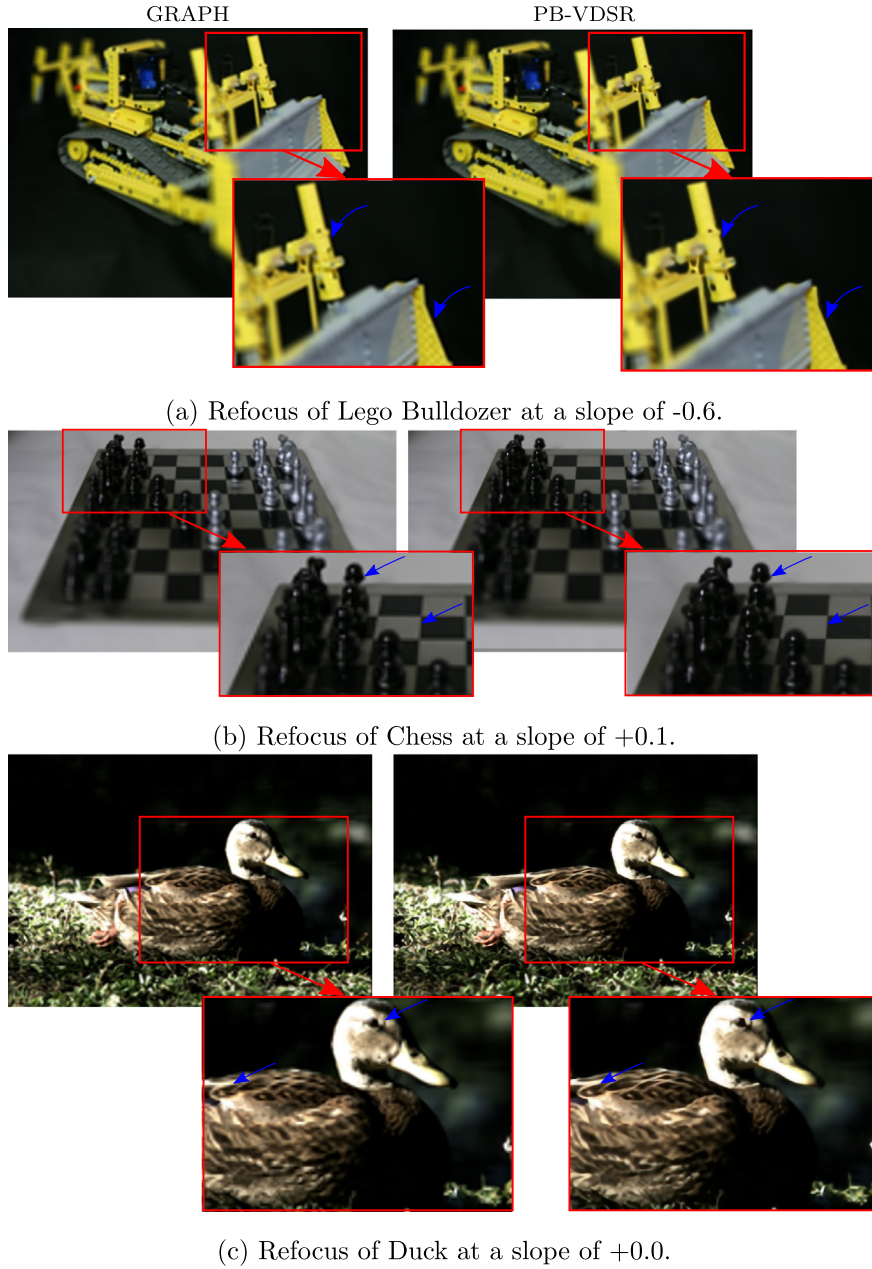 GRAPH PB-VDSR
(a) Refocus of Lego Bulldozer at a slope of -0.6.
(b) Refocus of Chess at a slope of +0.1.
(c) Refocus of Duck at a slope of +0.0.